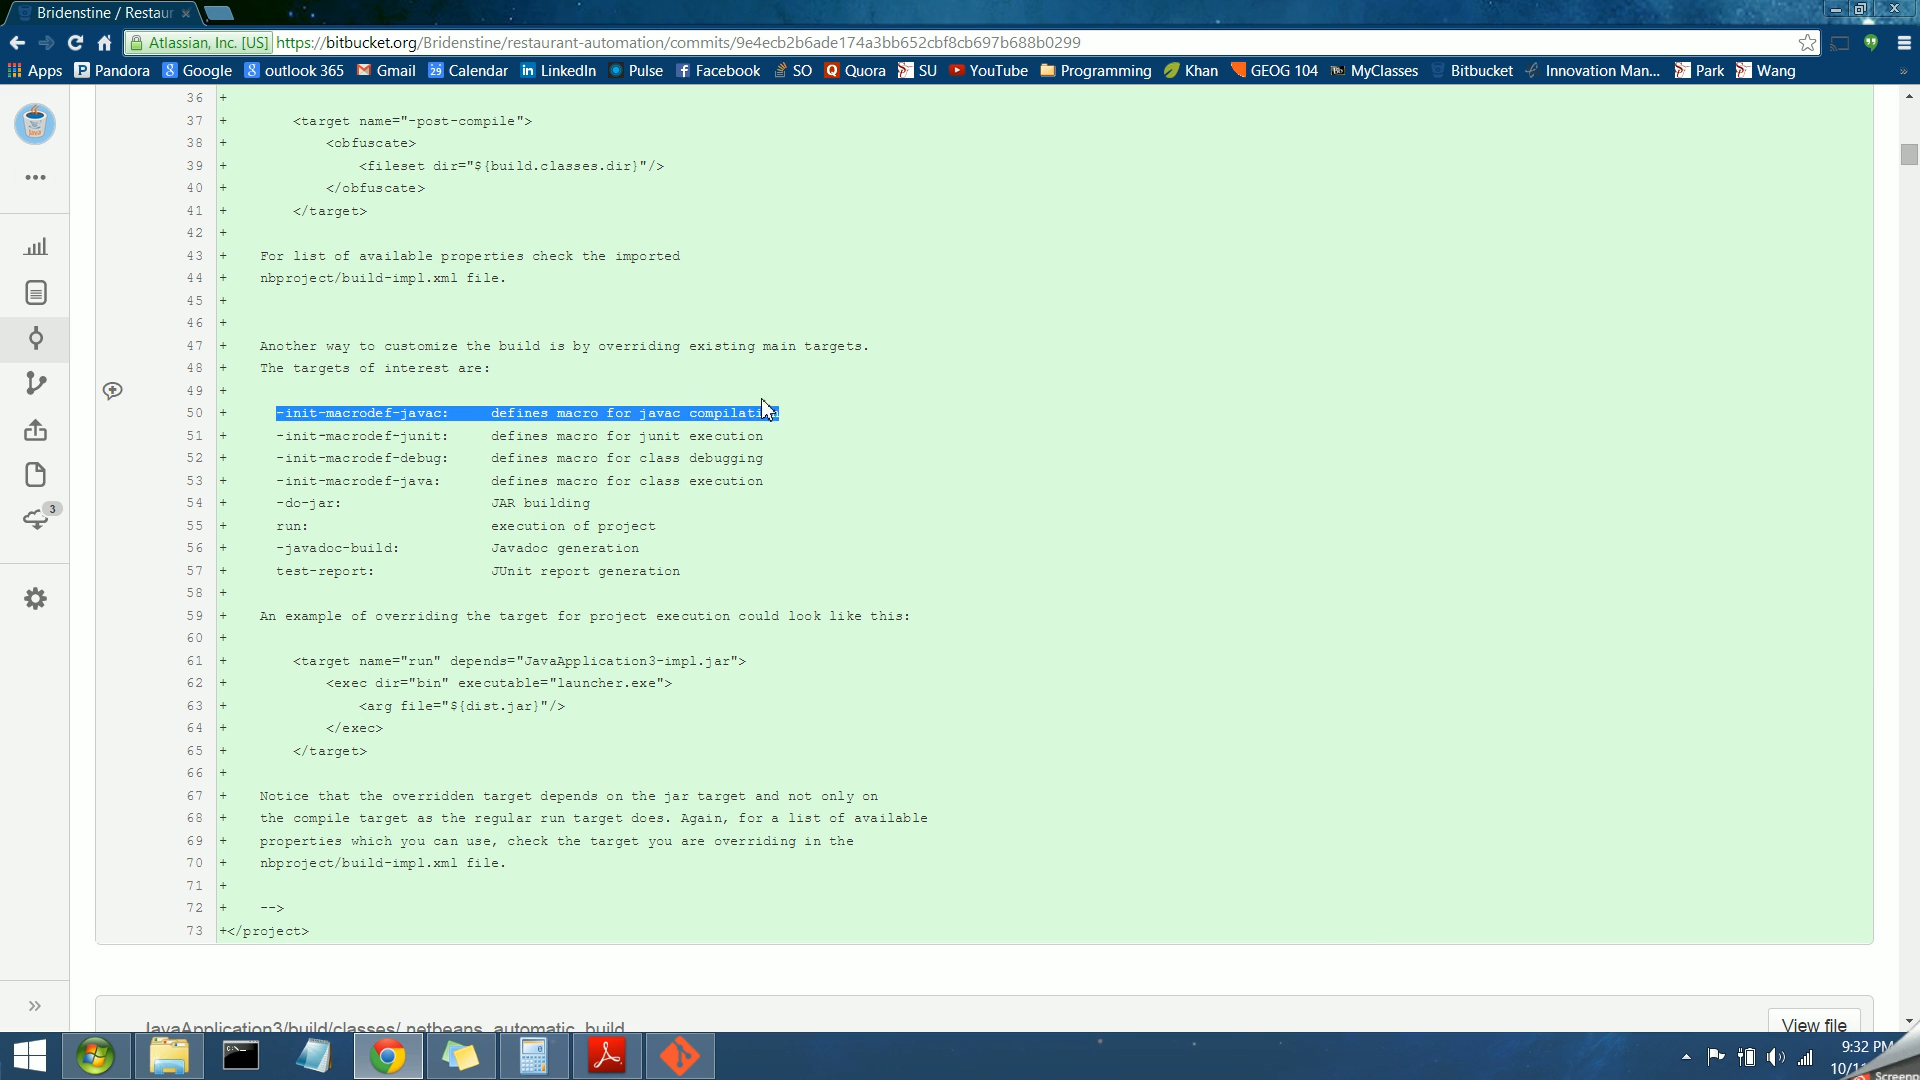 Bridenstine / Restaur
Atlassian, Inc. [US] https://bitbucket.org/Bridenstine/restaurant-automation/commits/9e4ecb2b6ade174a3bb652cbf8cb697b688b0299
Apps Pandora Google outlook 365 Gmail Calendar LinkedIn Pulse Facebook SO Quora SU YouTube Programming Khan GEOG 104 MyClasses Bitbucket Innovation Man... Park Wang »
36 +
37 + <target name="-post-compile">
38 + <obfuscate>
39 + <fileset dir="${build.classes.dir}"/>
40 + </obfuscate>
41 + </target>
42 +
43 + For list of available properties check the imported
44 + nbproject/build-impl.xml file.
45 +
46 +
47 + Another way to customize the build is by overriding existing main targets.
48 + The targets of interest are:
49 +
50 + -init-macrodef-javac: defines macro for javac compilation
51 + -init-macrodef-junit: defines macro for junit execution
52 + -init-macrodef-debug: defines macro for class debugging
53 + -init-macrodef-java: defines macro for class execution
54 + -do-jar: JAR building
55 + run: execution of project
56 + -javadoc-build: Javadoc generation
57 + test-report: JUnit report generation
58 +
59 + An example of overriding the target for project execution could look like this:
60 +
61 + <target name="run" depends="JavaApplication3-impl.jar">
62 + <exec dir="bin" executable="launcher.exe">
63 + <arg file="${dist.jar}"/>
64 + </exec>
65 + </target>
66 +
67 + Notice that the overridden target depends on the jar target and not only on
68 + the compile target as the regular run target does. Again, for a list of available
69 + properties which you can use, check the target you are overriding in the
70 + nbproject/build-impl.xml file.
71 +
72 + -->
73 +</project>
3
»
JavaApplication3/build/classes/.netbeans_automatic_build
View file
9:32 PM
10/1